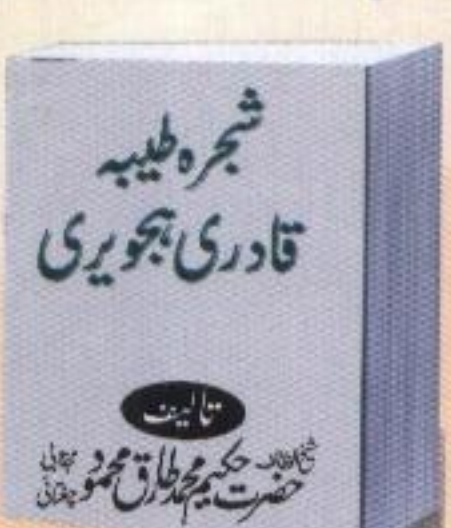 شجرہ طیبہ
قادری ہجویری
تالیف
حضرت حکیم محمد طارق محمود